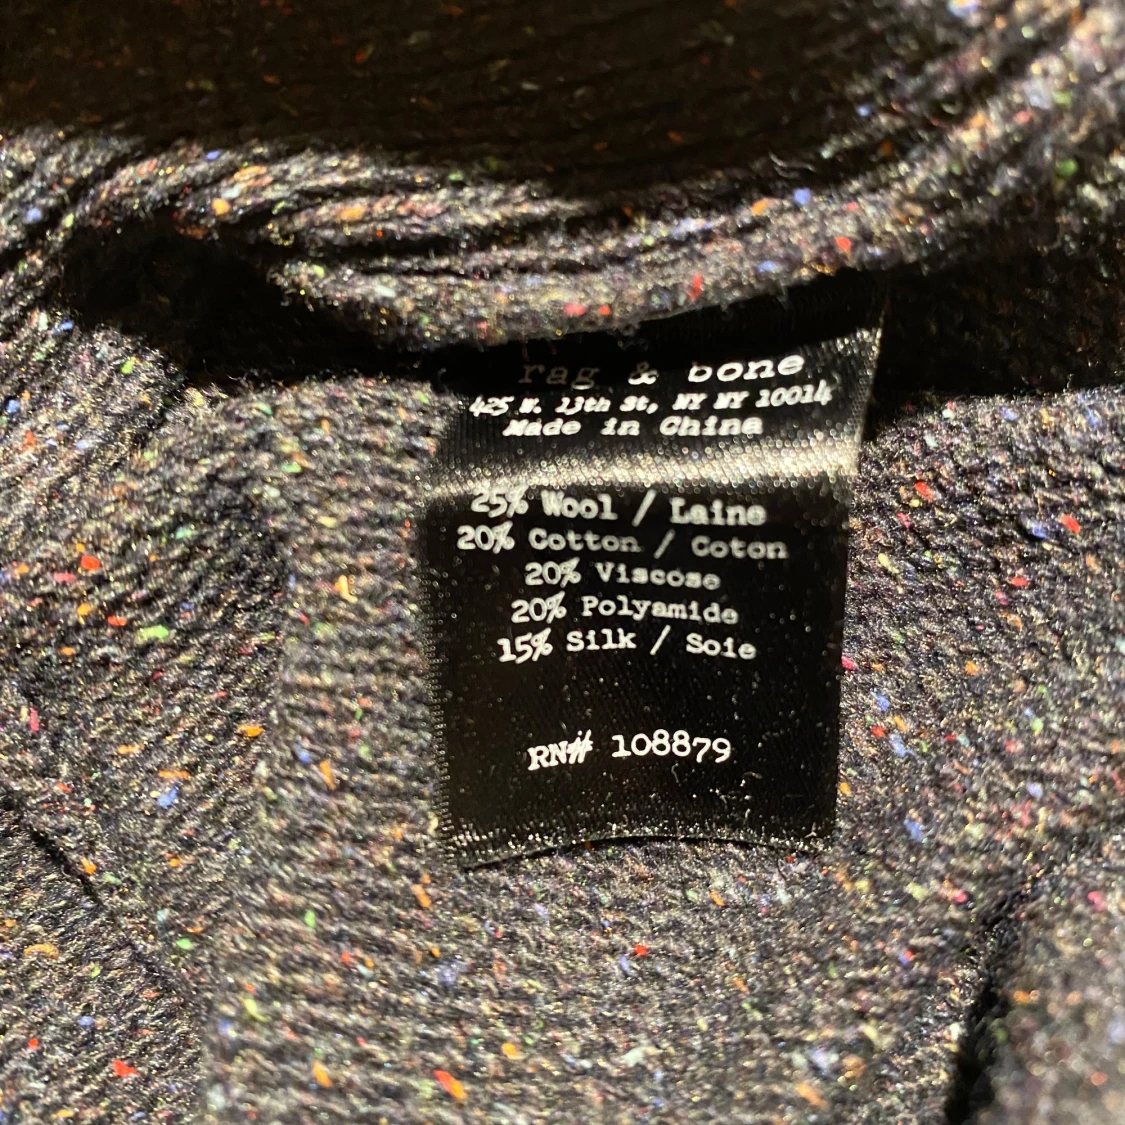 rag & bone
425 W. 13th St, NY NY 10014
Made in China
25% Wool / Laine
20% Cotton / Coton
20% Viscose
20% Polyamide
15% Silk / Soie
RN# 108879